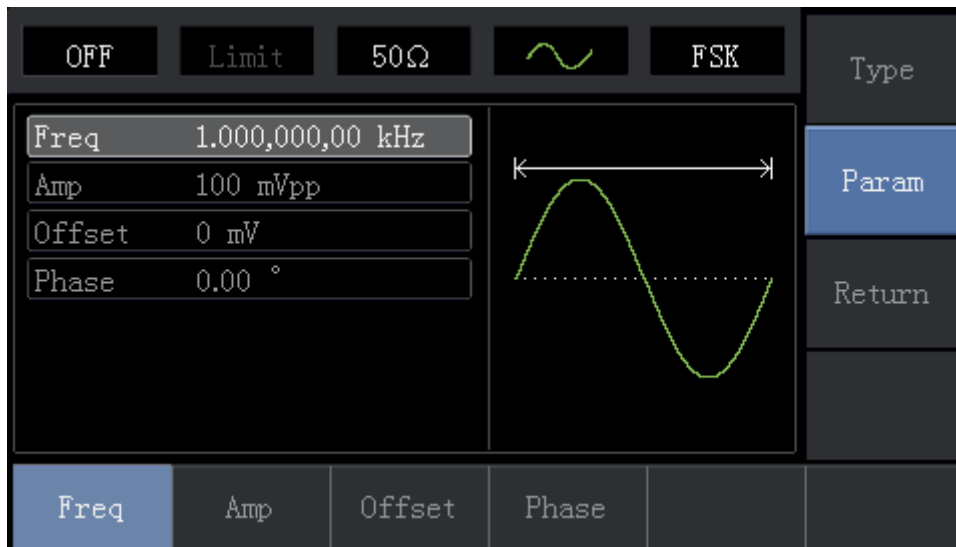 OFF Limit 50Ω FSK
Type
Freq 1.000,000,00 kHz
Amp 100 mVpp
Offset 0 mV
Phase 0.00 °
Param
Return
Freq Amp Offset Phase